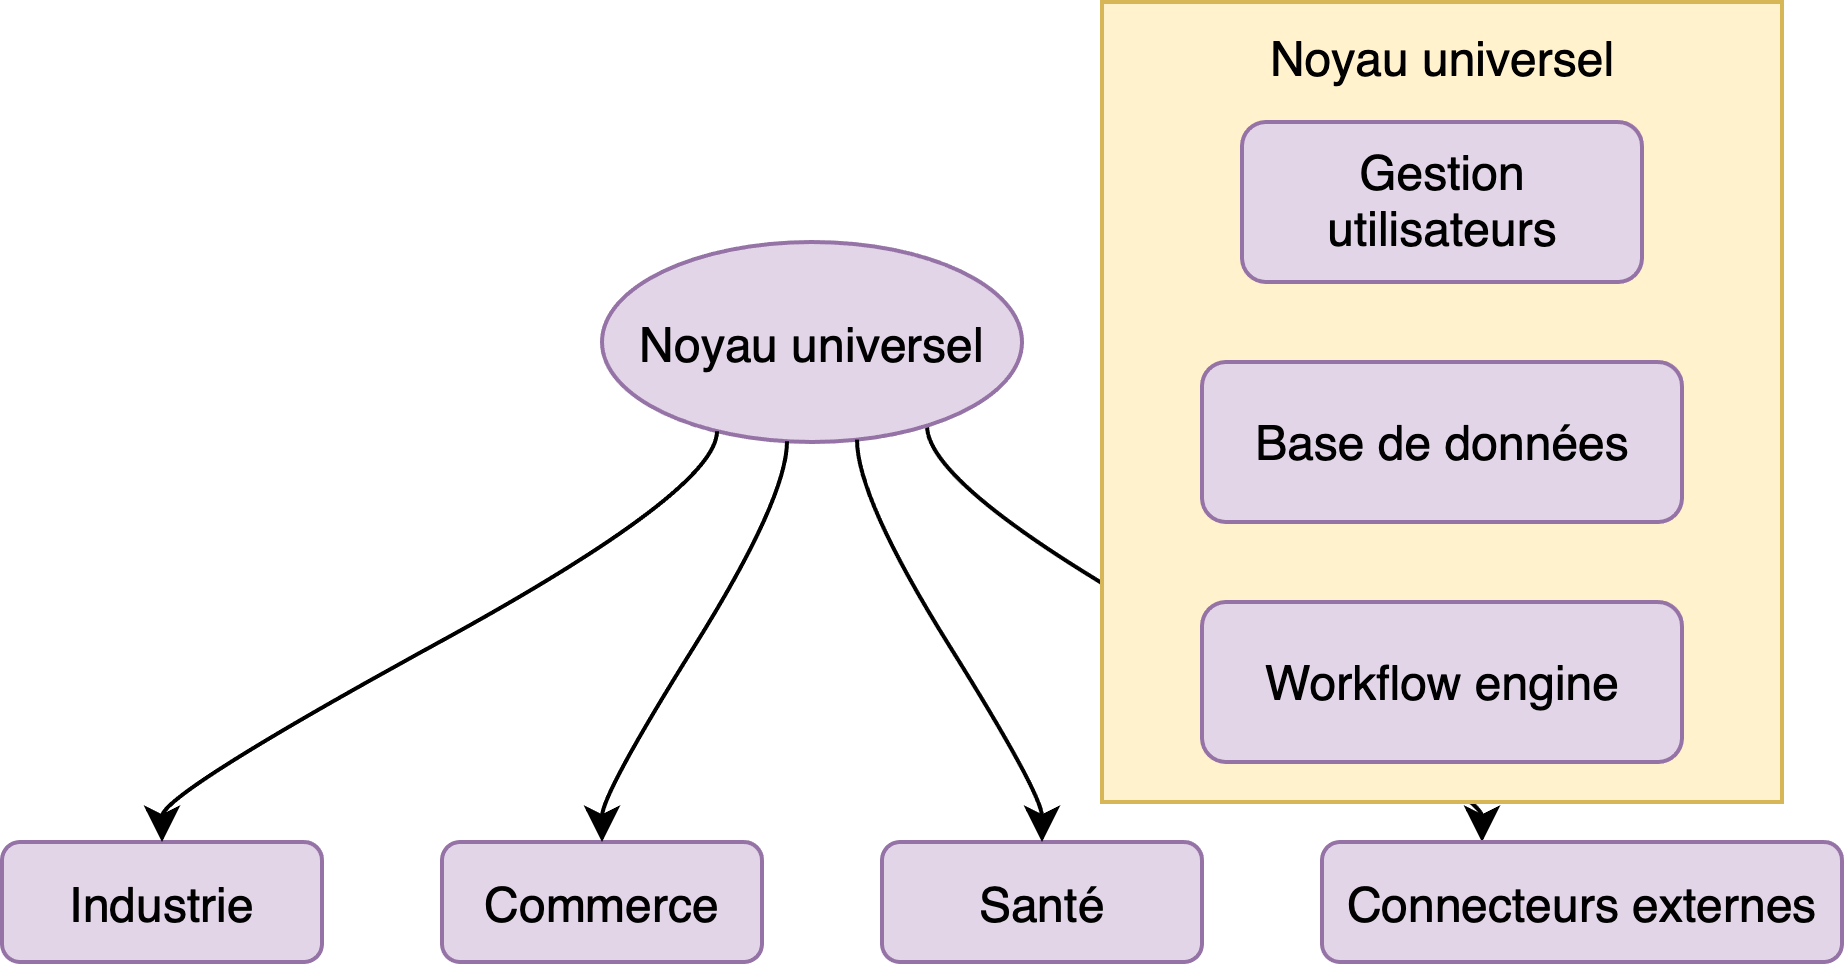 Noyau universel
Gestion
utilisateurs
Noyau universel
Base de données
Workflow engine
Industrie
Commerce
Santé
Connecteurs externes